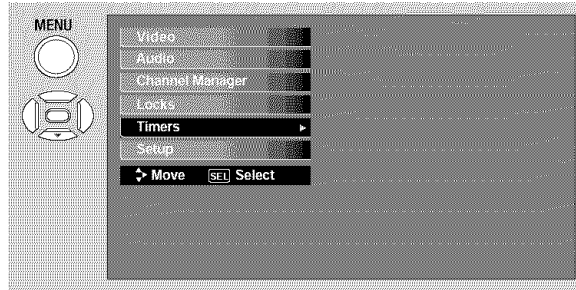 MENU
Video
Audio
Channel Manager
Locks
Timers
Setup
Move SEL Select